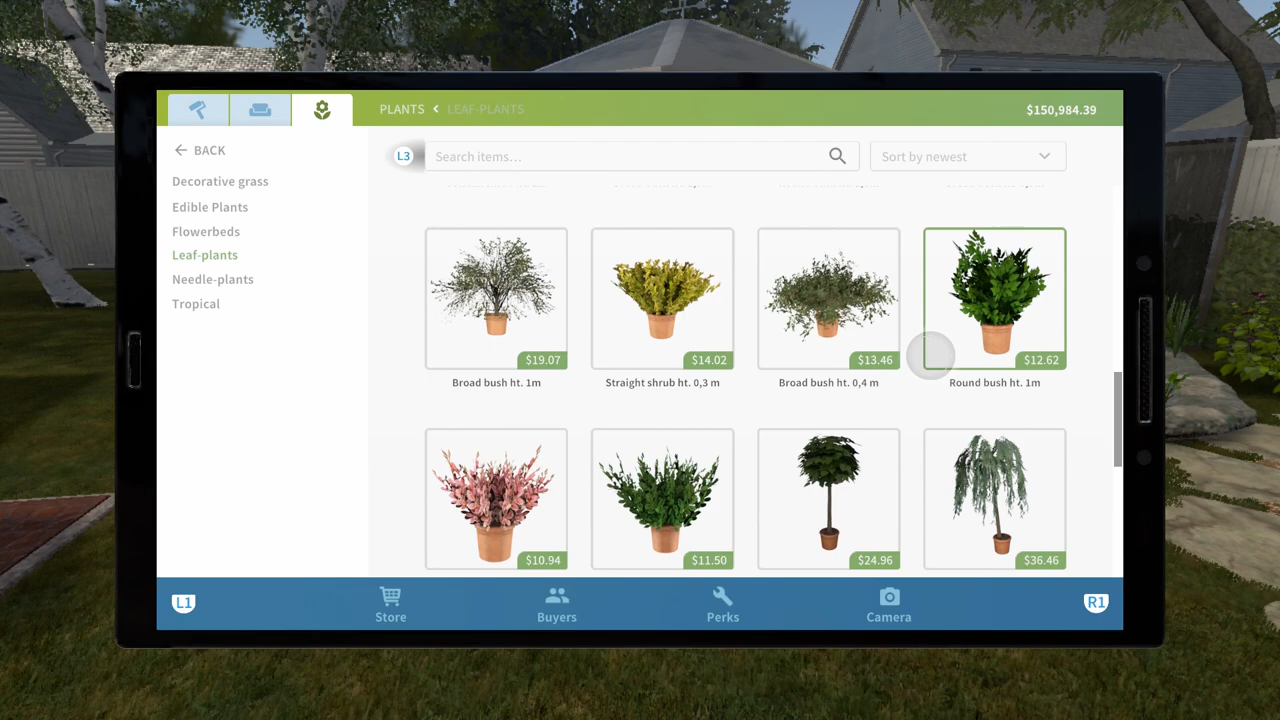 PLANTS < LEAF-PLANTS
$150,984.39
BACK
L3
Search items...
Sort by newest
Decorative grass
Edible Plants
Flowerbeds
Leaf-plants
Needle-plants
Tropical
$19.07
$14.02
$13.46
$12.62
Broad bush ht. 1m
Straight shrub ht. 0,3 m
Broad bush ht. 0,4 m
Round bush ht. 1m
$10.94
$11.50
$24.96
$36.46
L1
Store
Buyers
Perks
Camera
R1